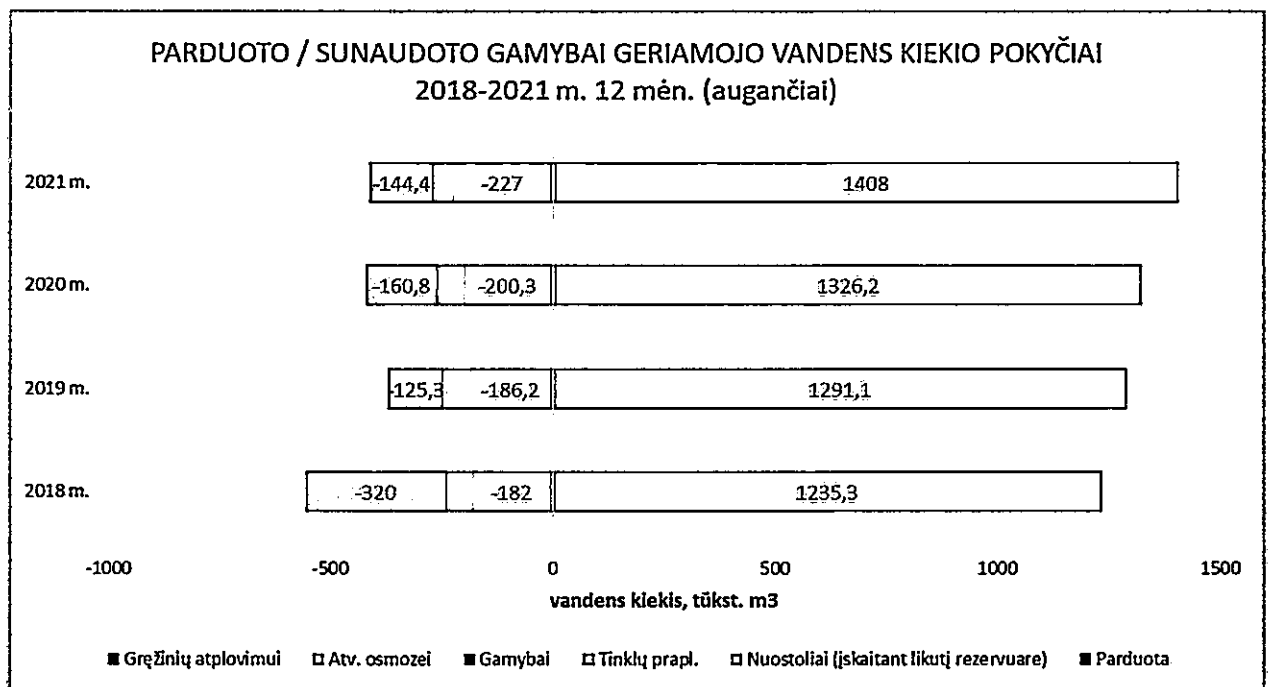 PARDUOTO / SUNAUDOTO GAMYBAI GERIAMOJO VANDENS KIEKIO POKYČIAI
2018-2021 m. 12 mėn. (augančiai)
2021 m. -144,4 -227 1408
2020 m. -160,8 -200,3 1326,2
2019 m. -125,3 -186,2 1291,1
2018 m. -320 -182 1235,3
-1000 -500 0 500 1000 1500
vandens kiekis, tūkst. m3
Gręžinių atplovimui Atv. osmozei Gamybai Tinklų prapl. Nuostoliai (įskaitant likutį rezervuare) Parduota